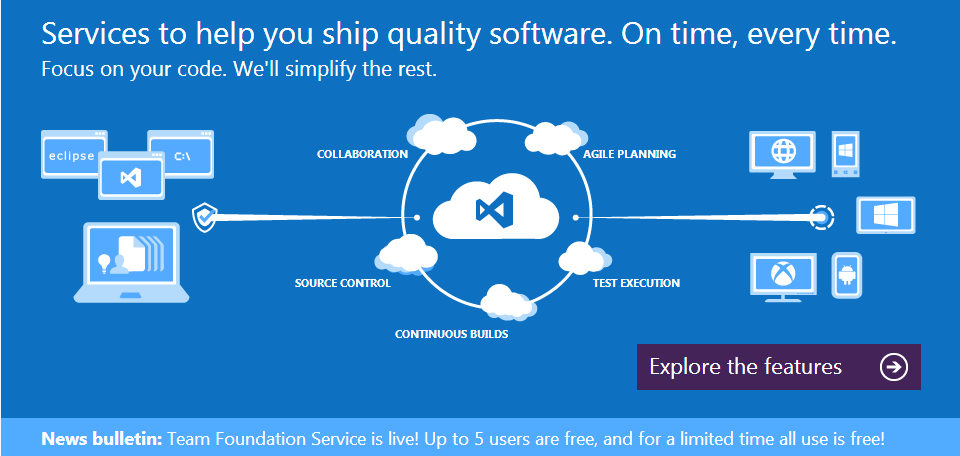 Services to help you ship quality software. On time, every time.
Focus on your code. We'll simplify the rest.
eclipse
C:\
COLLABORATION
AGILE PLANNING
SOURCE CONTROL
TEST EXECUTION
CONTINUOUS BUILDS
Explore the features
News bulletin: Team Foundation Service is live! Up to 5 users are free, and for a limited time all use is free!